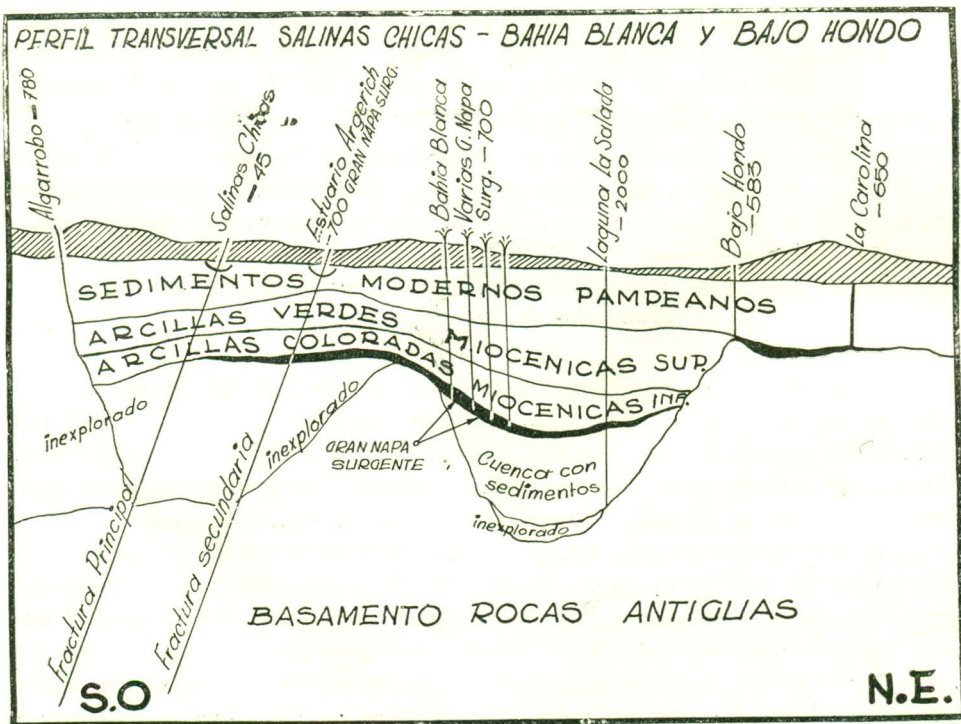 PERFIL TRANSVERSAL SALINAS CHICAS - BAHIA BLANCA y BAJO HONDO
Algarrobo - 780
Salinas Chicas
- 45
Estuario Argerich
- 700 GRAN NAPA SURG.
Bahia Blanca
Varias G. Napa
Surg. - 700
Laguna la Salada
- 2000
Bajo Hondo
- 583
La Carolina
- 650
SEDIMENTOS MODERNOS PAMPEANOS
ARCILLAS VERDES MIOCENICAS SUP.
ARCILLAS COLORADAS MIOCENICAS INF.
inexplorado
inexplorado
GRAN NAPA
SURGENTE
Cuenca con
sedimentos
inexplorado
Fractura Principal
Fractura secundaria
BASAMENTO ROCAS ANTIGUAS
S.O
N.E.